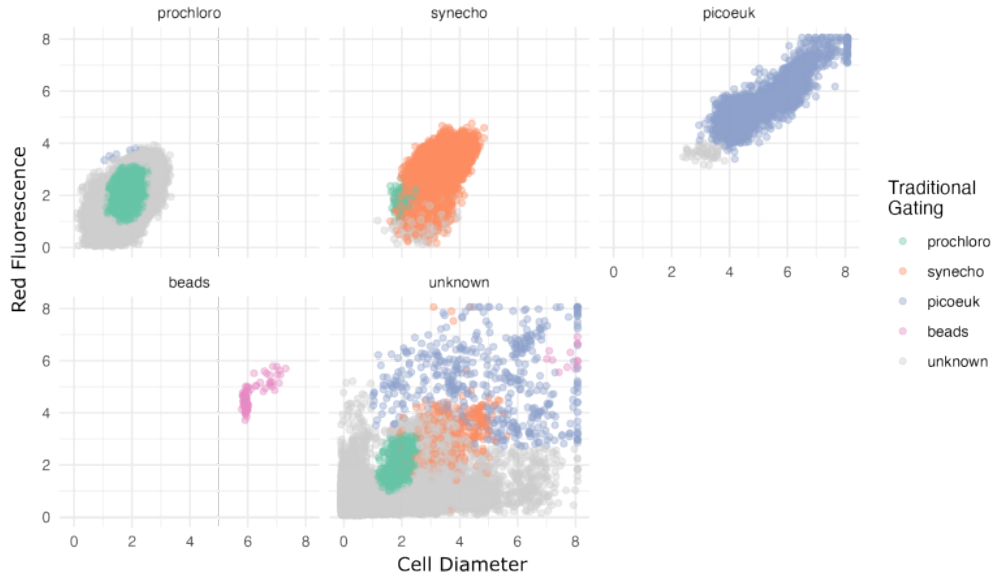 prochloro synecho picoeuk
8 6 4 2 0
0 2 4 6 8
beads unknown
8 6 4 2 0
0 2 4 6 8 0 2 4 6 8
Red Fluorescence
Cell Diameter
Traditional
Gating
prochloro
synecho
picoeuk
beads
unknown